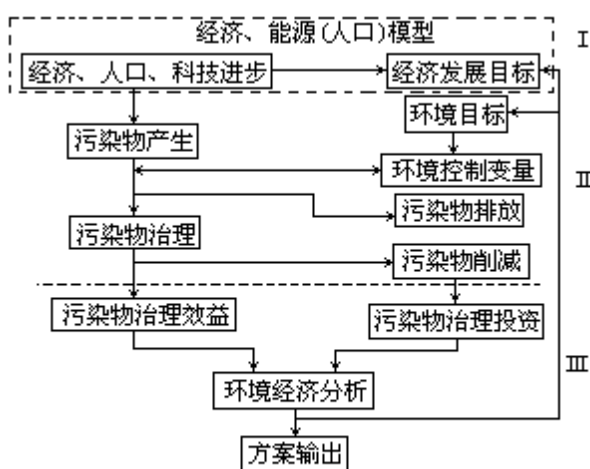 经济、能源(人口)模型
Ⅰ
经济、人口、科技进步
经济发展目标
环境目标
污染物产生
环境控制变量
Ⅱ
污染物排放
污染物治理
污染物削减
污染物治理效益
污染物治理投资
Ⅲ
环境经济分析
方案输出